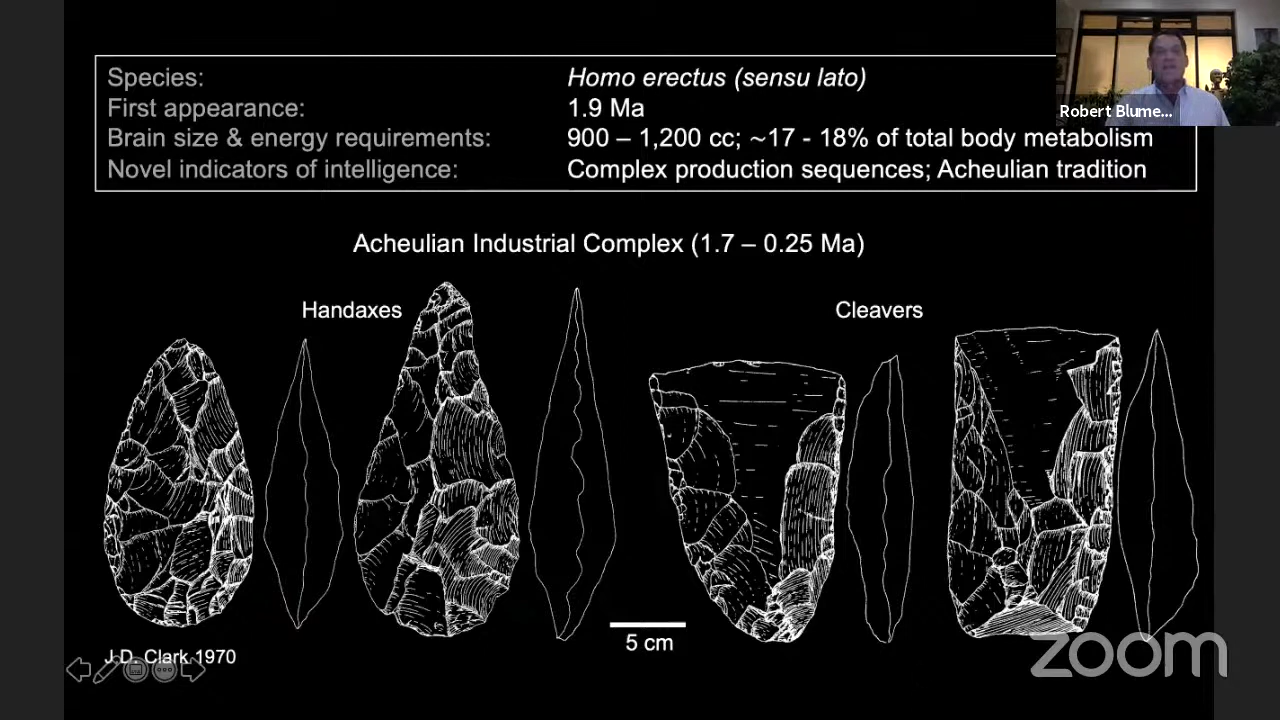 Species: Homo erectus (sensu lato)
First appearance: 1.9 Ma
Brain size & energy requirements: 900 – 1,200 cc; ~17 - 18% of total body metabolism
Novel indicators of intelligence: Complex production sequences; Acheulian tradition
Robert Blume...
Acheulian Industrial Complex (1.7 – 0.25 Ma)
Handaxes
Cleavers
5 cm
J.D. Clark 1970
zoom